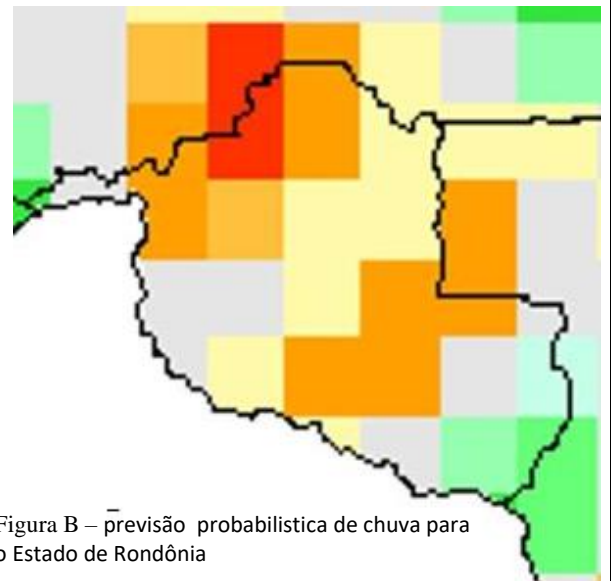 Figura B – previsão probabilistica de chuva para
o Estado de Rondônia